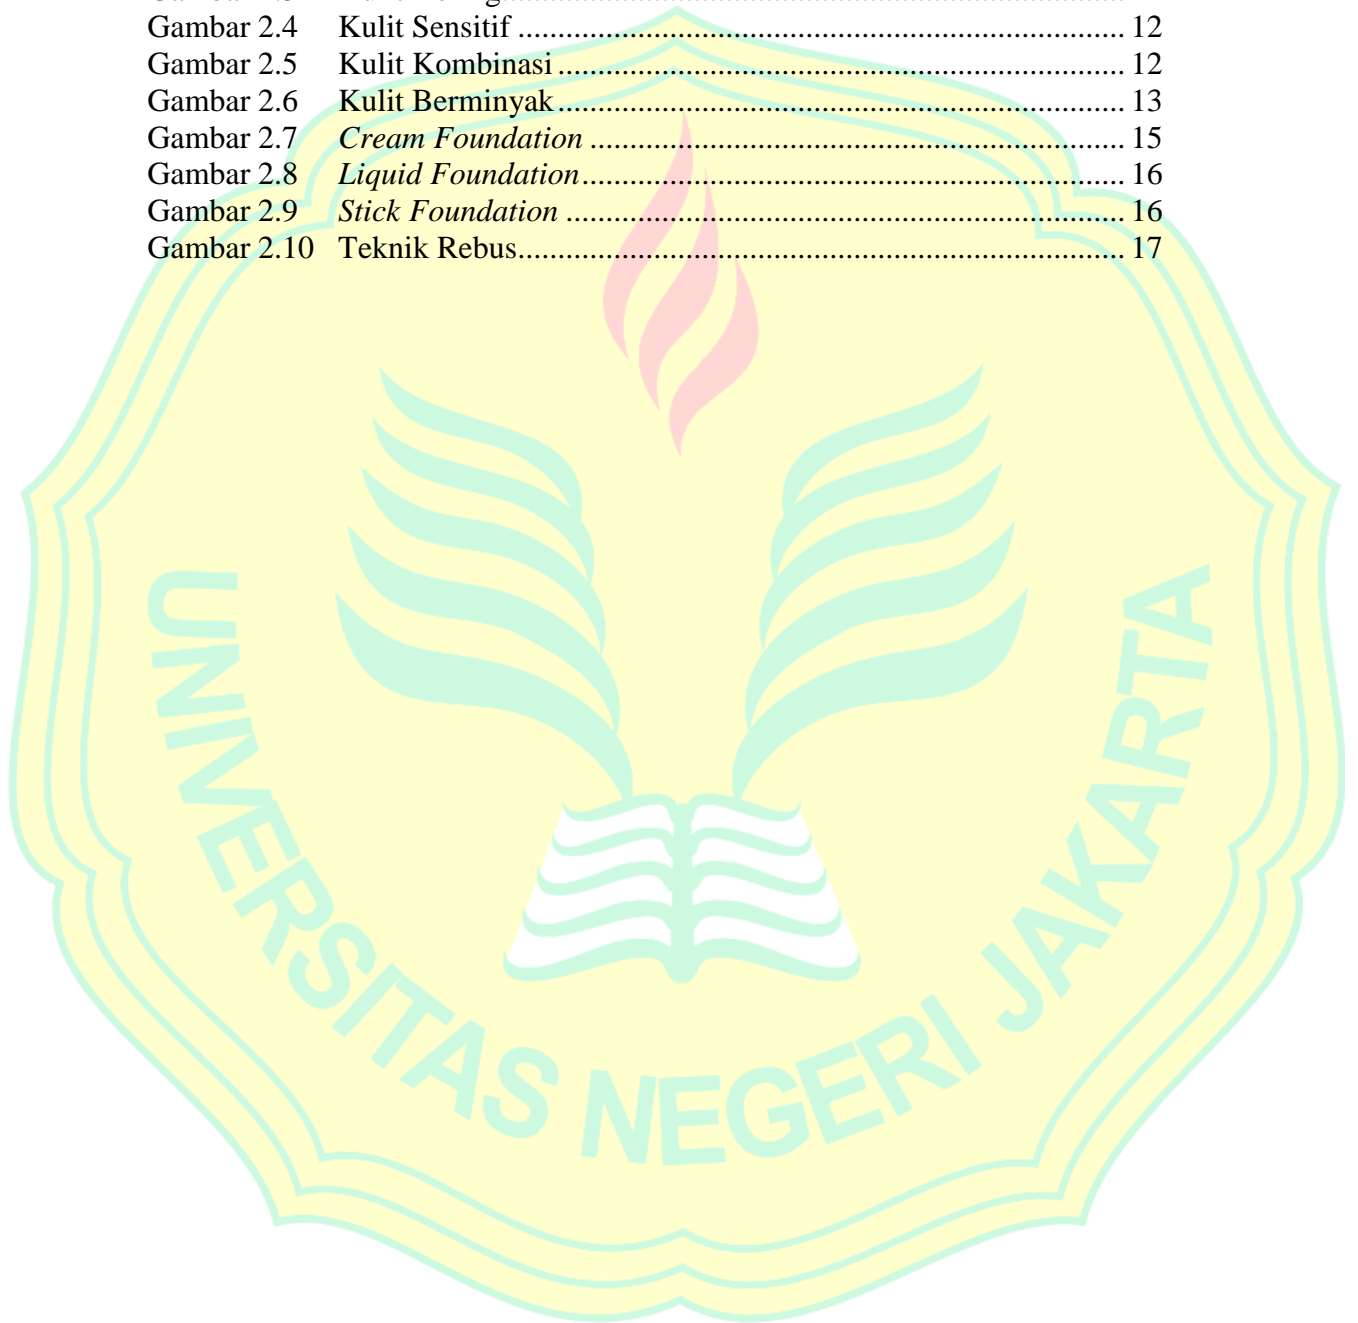 Gambar 2.4 Kulit Sensitif ............................................................................ 12
Gambar 2.5 Kulit Kombinasi ....................................................................... 12
Gambar 2.6 Kulit Berminyak ....................................................................... 13
Gambar 2.7 Cream Foundation ................................................................... 15
Gambar 2.8 Liquid Foundation .................................................................... 16
Gambar 2.9 Stick Foundation ...................................................................... 16
Gambar 2.10 Teknik Rebus ............................................................................ 17
UNIVERSITAS NEGERI JAKARTA